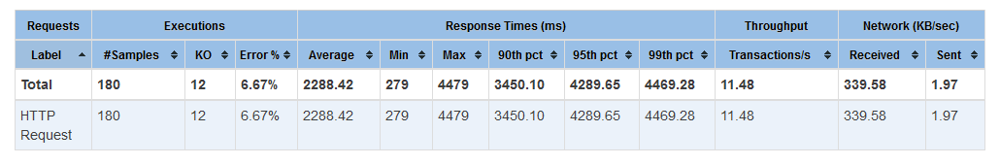 Requests Executions Response Times (ms) Throughput Network (KB/sec)
Label #Samples KO Error % Average Min Max 90th pct 95th pct 99th pct Transactions/s Received Sent
Total 180 12 6.67% 2288.42 279 4479 3450.10 4289.65 4469.28 11.48 339.58 1.97
HTTP 180 12 6.67% 2288.42 279 4479 3450.10 4289.65 4469.28 11.48 339.58 1.97
Request